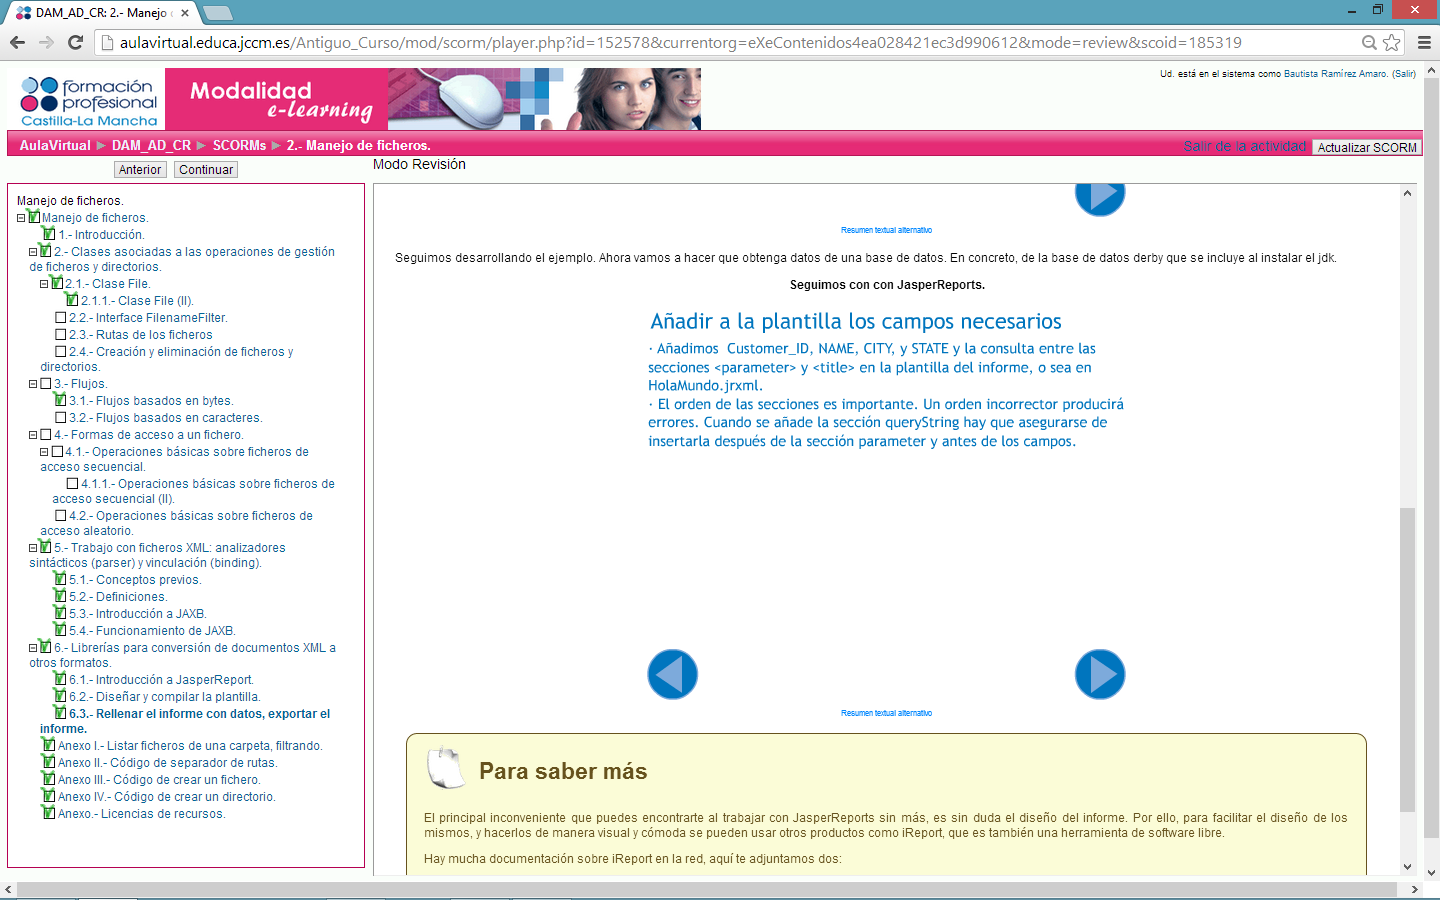 DAM_AD_CR: 2.- Manejo
aulavirtual.educa.jccm.es/Antiguo_Curso/mod/scorm/player.php?id=152578&currentorg=eXeContenidos4ea028421ec3d990612&mode=review&scoid=185319
formación
profesional
Castilla-La Mancha
Modalidad
e-learning
Ud. está en el sistema como Bautista Ramírez Amaro. (Salir)
AulaVirtual ► DAM_AD_CR ► SCORMs ► 2.- Manejo de ficheros.
Salir de la actividad
Actualizar SCORM
Anterior
Continuar
Modo Revisión
Manejo de ficheros.
Manejo de ficheros.
1.- Introducción.
2.- Clases asociadas a las operaciones de gestión
de ficheros y directorios.
2.1.- Clase File.
2.1.1.- Clase File (II).
2.2.- Interface FilenameFilter.
2.3.- Rutas de los ficheros
2.4.- Creación y eliminación de ficheros y
directorios.
3.- Flujos.
3.1.- Flujos basados en bytes.
3.2.- Flujos basados en caracteres.
4.- Formas de acceso a un fichero.
4.1.- Operaciones básicas sobre ficheros de
acceso secuencial.
4.1.1.- Operaciones básicas sobre ficheros de
acceso secuencial (II).
4.2.- Operaciones básicas sobre ficheros de
acceso aleatorio.
5.- Trabajo con ficheros XML: analizadores
sintácticos (parser) y vinculación (binding).
5.1.- Conceptos previos.
5.2.- Definiciones.
5.3.- Introducción a JAXB.
5.4.- Funcionamiento de JAXB.
6.- Librerías para conversión de documentos XML a
otros formatos.
6.1.- Introducción a JasperReport.
6.2.- Diseñar y compilar la plantilla.
6.3.- Rellenar el informe con datos, exportar el
informe.
Anexo I.- Listar ficheros de una carpeta, filtrando.
Anexo II.- Código de separador de rutas.
Anexo III.- Código de crear un fichero.
Anexo IV.- Código de crear un directorio.
Anexo.- Licencias de recursos.
Resumen textual alternativo
Seguimos desarrollando el ejemplo. Ahora vamos a hacer que obtenga datos de una base de datos. En concreto, de la base de datos derby que se incluye al instalar el jdk.
Seguimos con con JasperReports.
Añadir a la plantilla los campos necesarios
· Añadimos Customer_ID, NAME, CITY, y STATE y la consulta entre las
secciones <parameter> y <title> en la plantilla del informe, o sea en
HolaMundo.jrxml.
· El orden de las secciones es importante. Un orden incorrector producirá
errores. Cuando se añade la sección queryString hay que asegurarse de
insertarla después de la sección parameter y antes de los campos.
Resumen textual alternativo
Para saber más
El principal inconveniente que puedes encontrarte al trabajar con JasperReports sin más, es sin duda el diseño del informe. Por ello, para facilitar el diseño de los
mismos, y hacerlos de manera visual y cómoda se pueden usar otros productos como iReport, que es también una herramienta de software libre.
Hay mucha documentación sobre iReport en la red, aquí te adjuntamos dos: